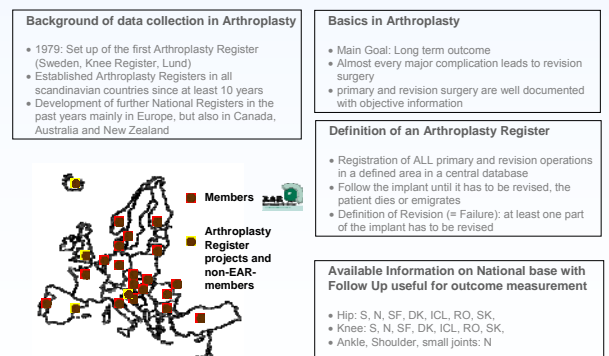 Background of data collection in Arthroplasty
• 1979: Set up of the first Arthroplasty Register
(Sweden, Knee Register, Lund)
• Established Arthroplasty Registers in all
scandinavian countries since at least 10 years
• Development of further National Registers in the
past years mainly in Europe, but also in Canada,
Australia and New Zealand
Members
EAR
Arthroplasty
Register
projects and
non-EAR-
members
Basics in Arthroplasty
• Main Goal: Long term outcome
• Almost every major complication leads to revision
surgery
• primary and revision surgery are well documented
with objective information
Definition of an Arthroplasty Register
• Registration of ALL primary and revision operations
in a defined area in a central database
• Follow the implant until it has to be revised, the
patient dies or emigrates
• Definition of Revision (= Failure): at least one part
of the implant has to be revised
Available Information on National base with
Follow Up useful for outcome measurement
• Hip: S, N, SF, DK, ICL, RO, SK,
• Knee: S, N, SF, DK, ICL, RO, SK,
• Ankle, Shoulder, small joints: N